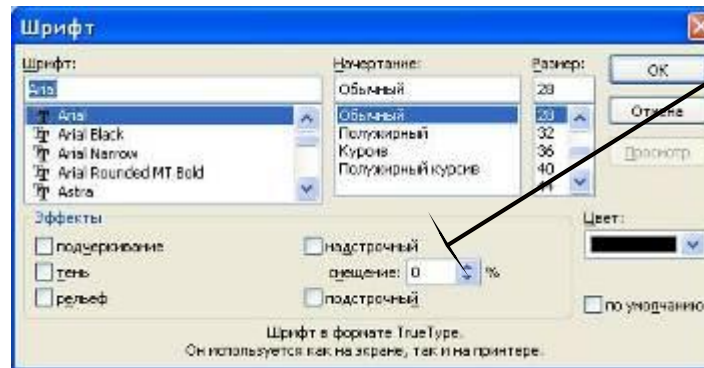 Шрифт
Шрифт: Начертание: Размер:
Arial Обычный 28 ОК
Arial Обычный 28 Отмена
Arial Black Полужирный 32
Arial Narrow Курсив 36 Просмотр
Arial Rounded MT Bold Полужирный курсив 40
Astra 44
Эффекты Цвет:
подчеркивание надстрочный
тень смещение: 0 %
рельеф подстрочный по умолчанию
Шрифт в формате TrueType.
Он используется как на экране, так и на принтере.